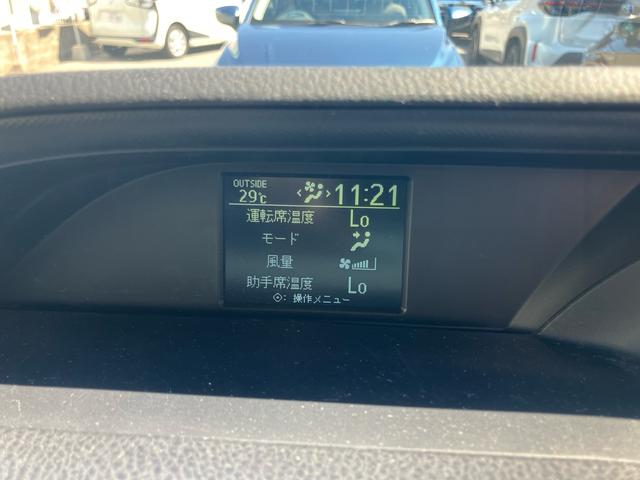 OUTSIDE
29℃ 11:21
運転席温度 Lo
モード
風量
助手席温度 Lo
: 操作メニュー